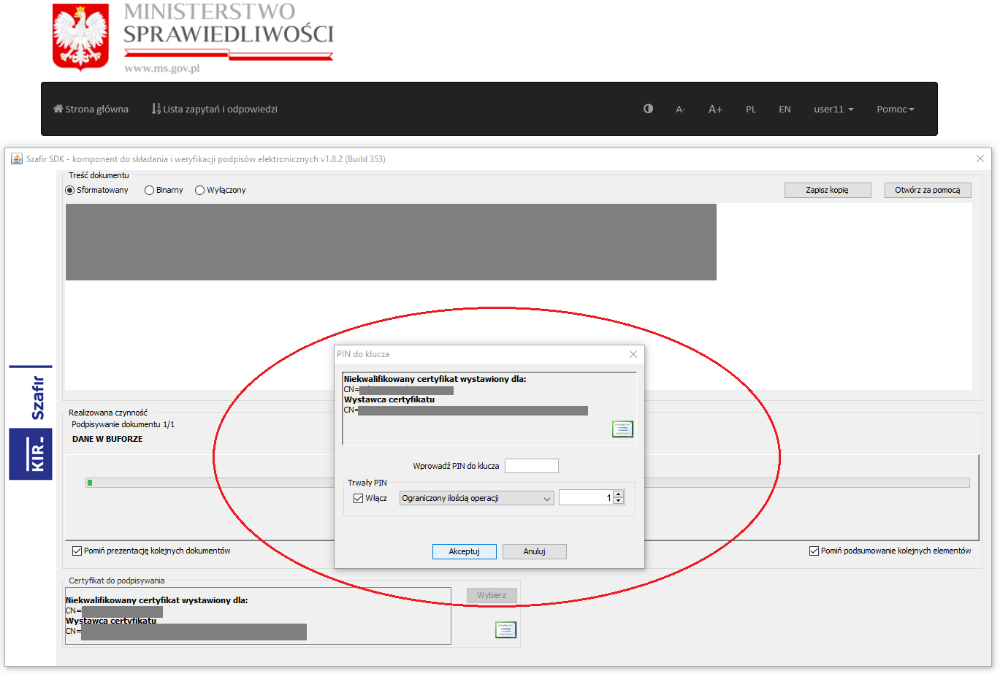 MINISTERSTWO
SPRAWIEDLIWOŚCI
www.ms.gov.pl
Strona główna
Lista zapytań i odpowiedzi
A-
A+
PL
EN
user11
Pomoc
Szafir SDK - komponent do składania i weryfikacji podpisów elektronicznych v1.8.2 (Build 353)
Treść dokumentu
Sformatowany
Binarny
Wyłączony
Zapisz kopię
Otwórz za pomocą
Szafir
KIR.
PIN do klucza
Niekwalifikowany certyfikat wystawiony dla:
CN=
Wystawca certyfikatu
CN=
Wprowadź PIN do klucza
Trwały PIN
Włącz
Ograniczony ilością operacji
1
Akceptuj
Anuluj
Realizowana czynność
Podpisywanie dokumentu 1/1
DANE W BUFORZE
Pomiń prezentację kolejnych dokumentów
Pomiń podsumowanie kolejnych elementów
Certyfikat do podpisywania
Niekwalifikowany certyfikat wystawiony dla:
CN=
Wystawca certyfikatu
CN=
Wybierz